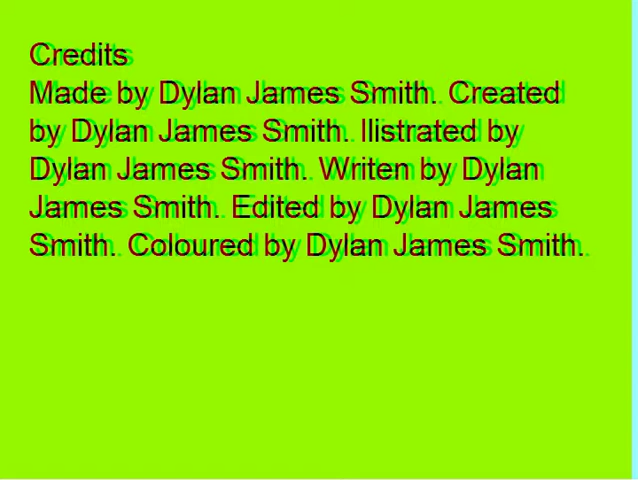 Credits
Made by Dylan James Smith. Created
by Dylan James Smith. Ilistrated by
Dylan James Smith. Writen by Dylan
James Smith. Edited by Dylan James
Smith. Coloured by Dylan James Smith.